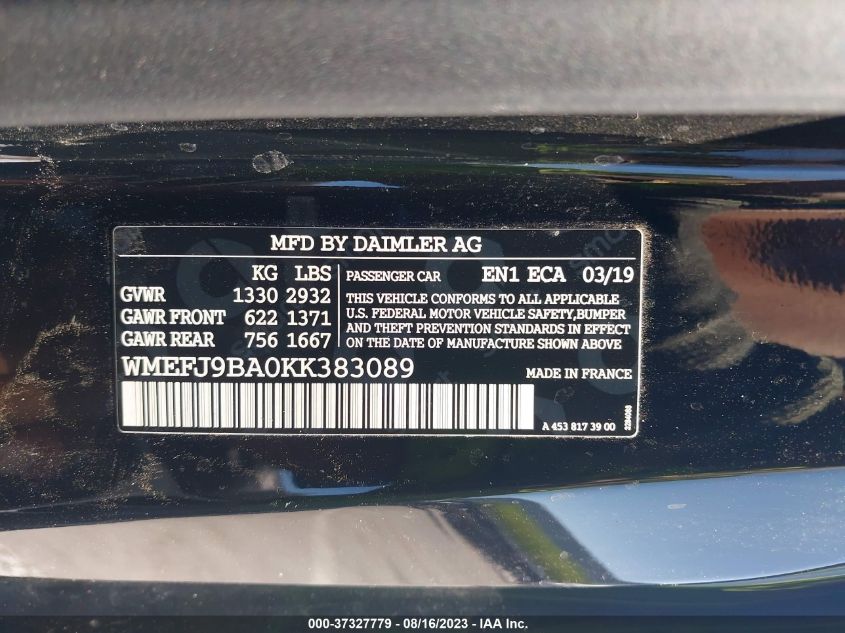 MFD BY DAIMLER AG
KG LBS
GVWR 1330 2932
GAWR FRONT 622 1371
GAWR REAR 756 1667
PASSENGER CAR EN1 ECA 03/19
THIS VEHICLE CONFORMS TO ALL APPLICABLE
U.S. FEDERAL MOTOR VEHICLE SAFETY,BUMPER
AND THEFT PREVENTION STANDARDS IN EFFECT
ON THE DATE OF MANUFACTURE SHOWN ABOVE
WMEFJ9BA0KK383089
MADE IN FRANCE
A 453 817 39 00
000-37327779 - 08/16/2023 - IAA Inc.